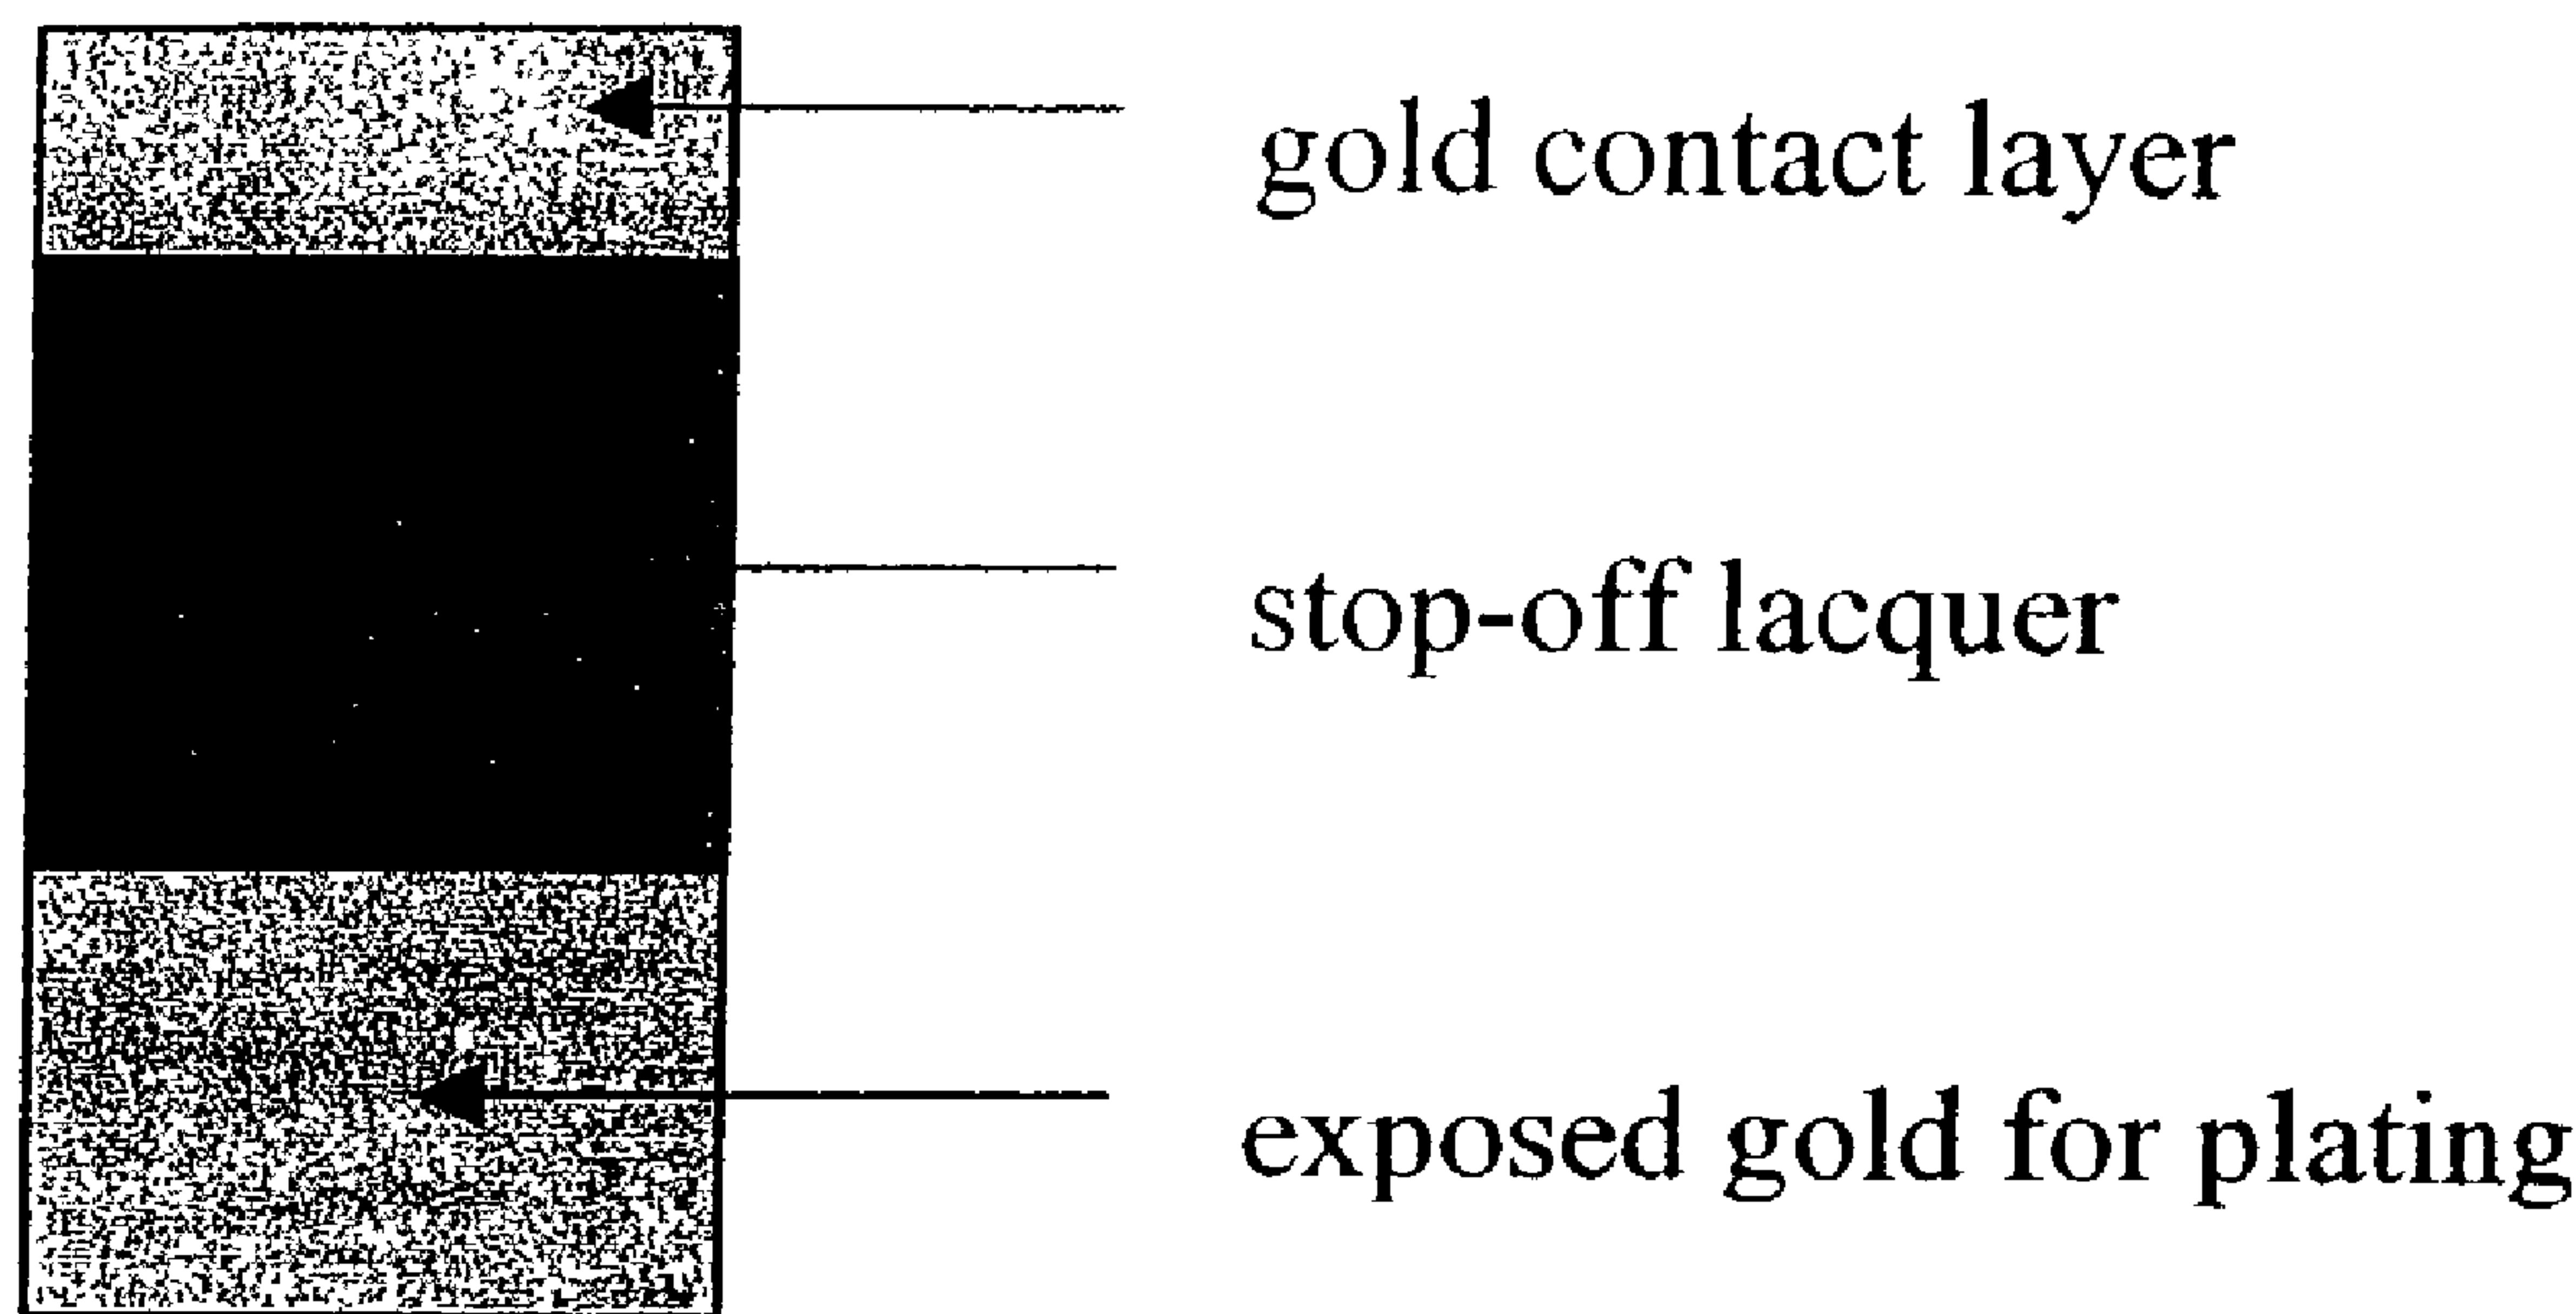 gold contact layer
stop-off lacquer
exposed gold for plating